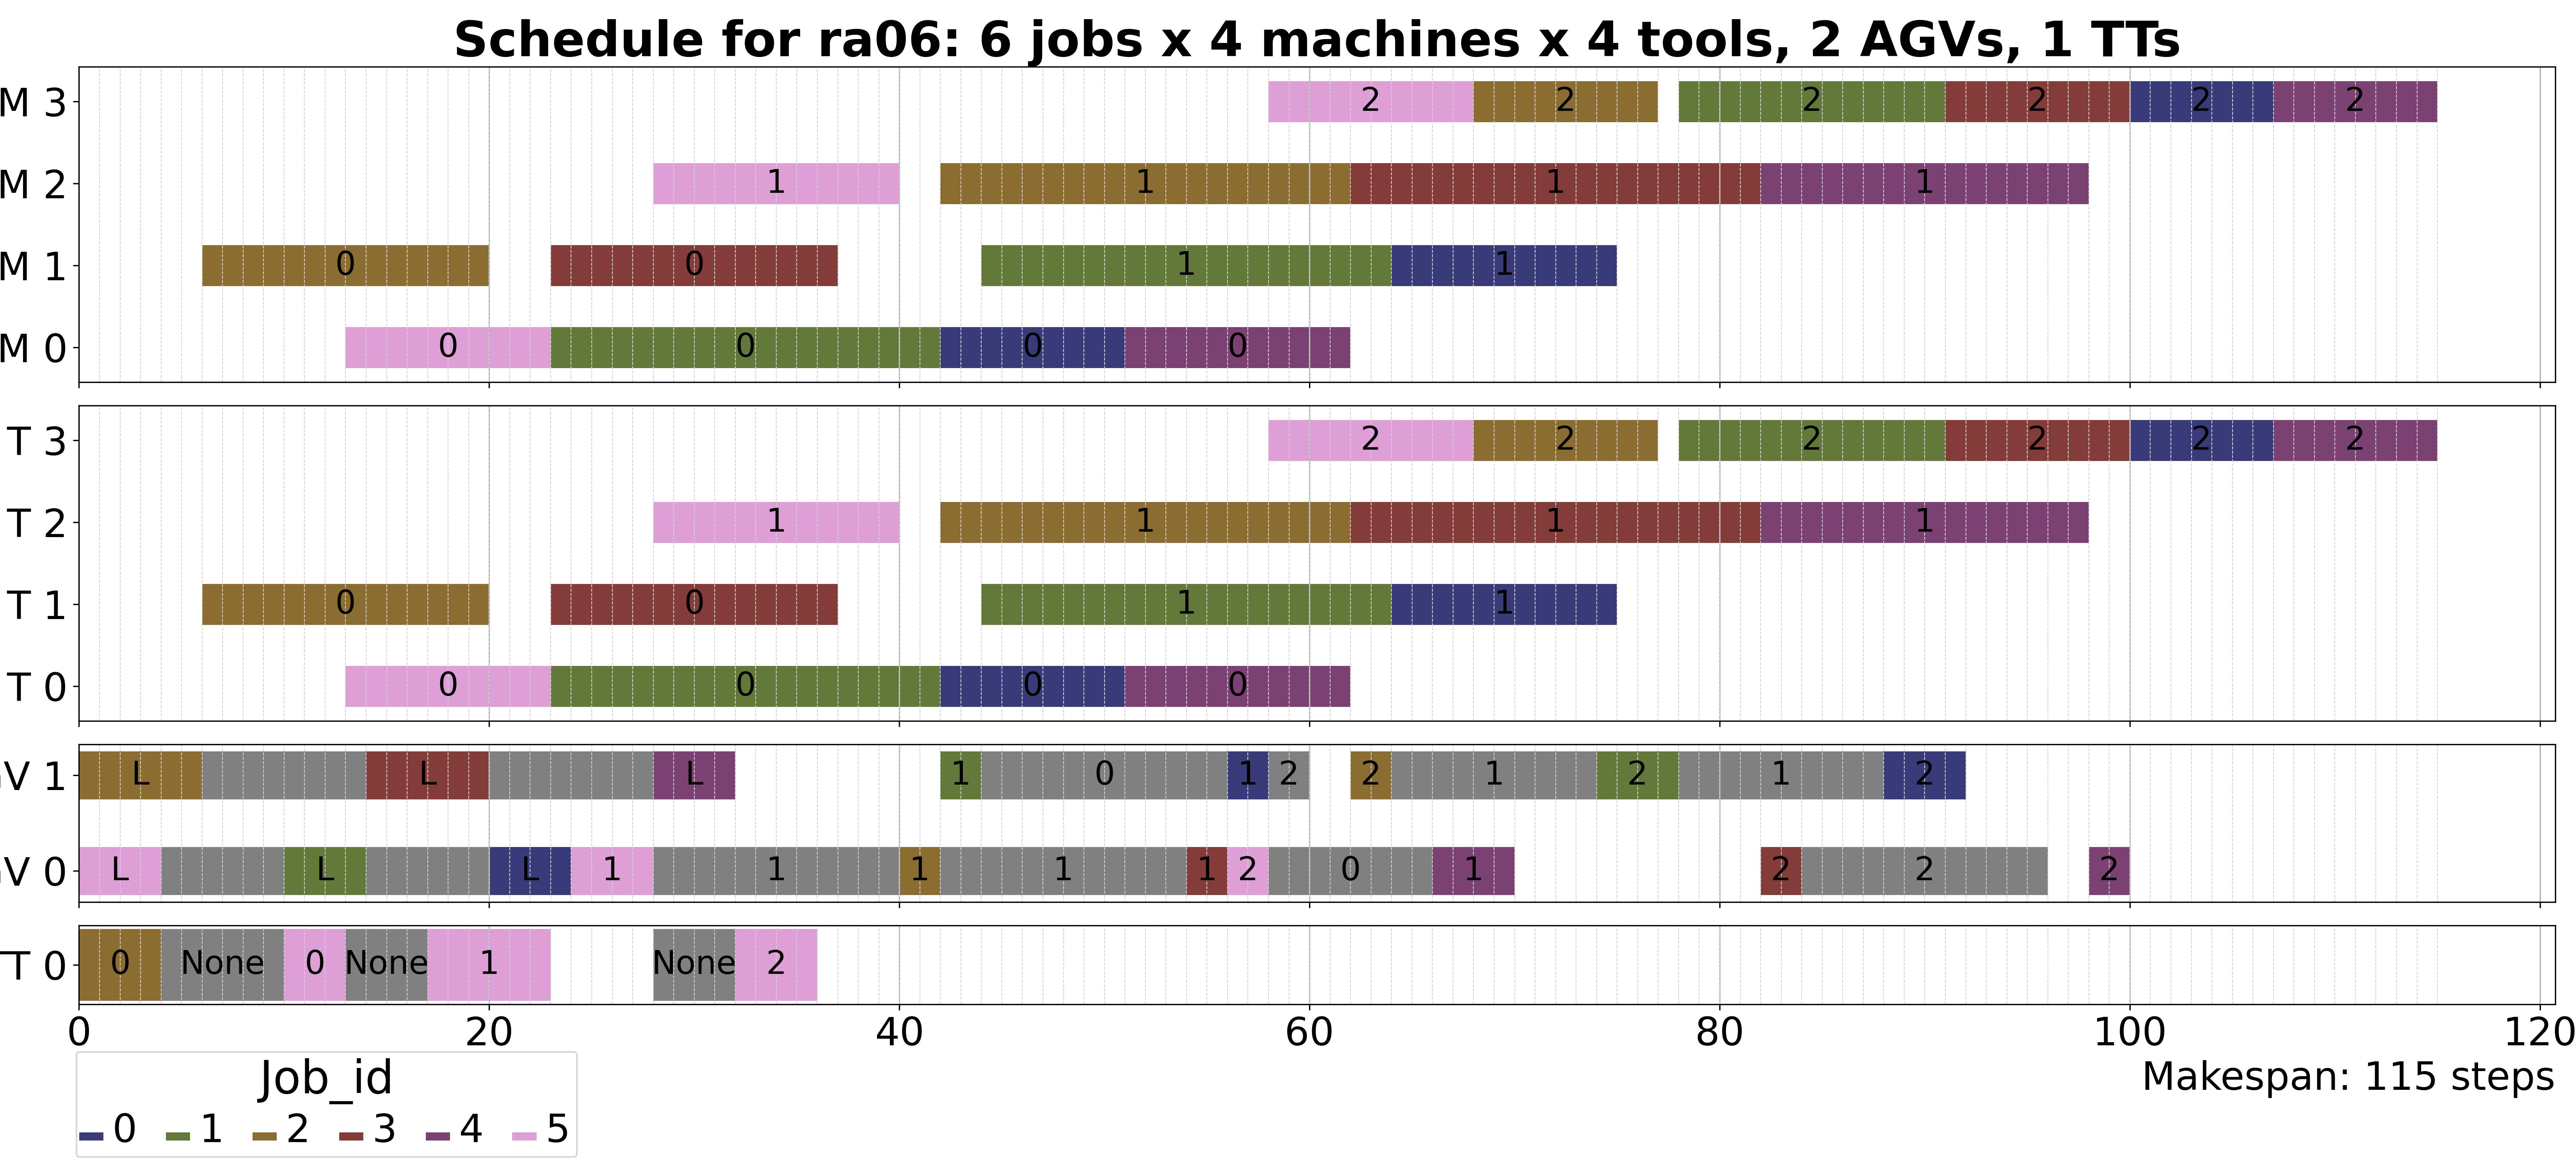 Schedule for ra06: 6 jobs x 4 machines x 4 tools, 2 AGVs, 1 TTs
M 3 2 2 2 2 2 2
M 2 1 1 1 1
M 1 0 0 1 1
M 0 0 0 0 0
T 3 2 2 2 2 2 2
T 2 1 1 1 1
T 1 0 0 1 1
T 0 0 0 0 0
V 1 L L L 1 0 1 2 2 1 2 1 2
V 0 L L L 1 1 1 1 1 2 0 1 2 2 2
T 0 0 None 0 None 1 None 2
0 20 40 60 80 100 120
Job_id
0 1 2 3 4 5
Makespan: 115 steps